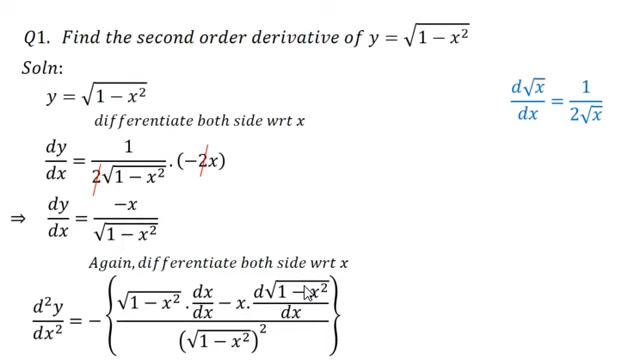 Q1. Find the second order derivative of y = √(1 − x²)
Soln:
y = √(1 − x²)
d√x/dx = 1/(2√x)
differentiate both side wrt x
dy/dx = 1/(2√(1 − x²)) . (−2x)
⇒ dy/dx = −x/√(1 − x²)
Again, differentiate both side wrt x
d²y/dx² = −{(√(1 − x²) . dx/dx − x. d√(1 − x²)/dx)/(√(1 − x²))²}